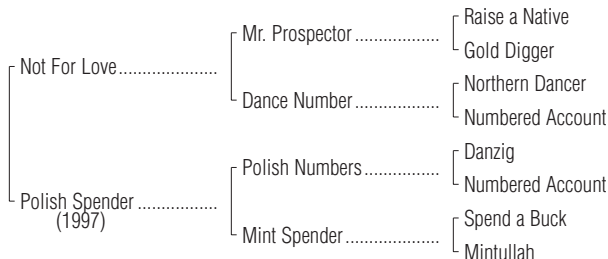 Raise a Native
Mr. Prospector ...................
Gold Digger
Not For Love ......................
Northern Dancer
Dance Number ...................
Numbered Account
Danzig
Polish Numbers .................
Numbered Account
Polish Spender ..................
(1997)
Spend a Buck
Mint Spender .....................
Mintullah